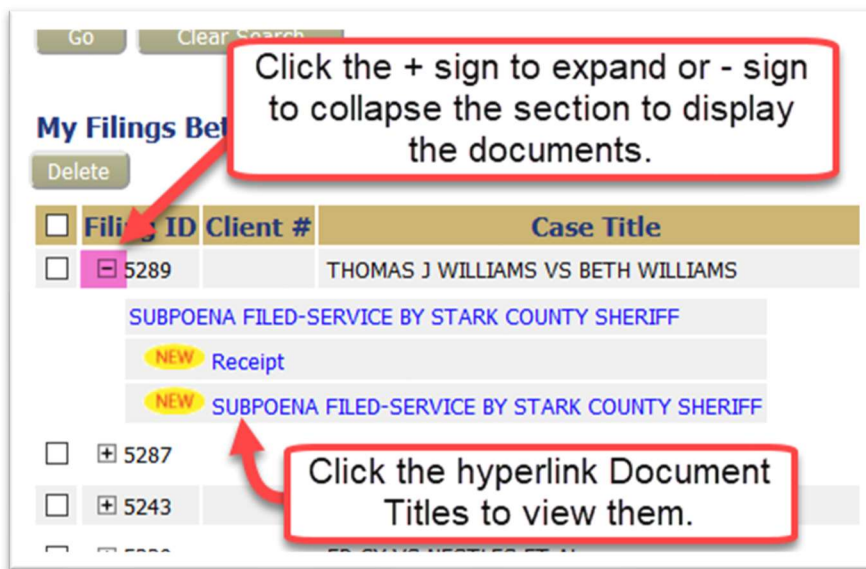 Go Clear Search
Click the + sign to expand or - sign
to collapse the section to display
the documents.
My Filings Bet
Delete
Filing ID Client # Case Title
5289 THOMAS J WILLIAMS VS BETH WILLIAMS
SUBPOENA FILED-SERVICE BY STARK COUNTY SHERIFF
NEW Receipt
NEW SUBPOENA FILED-SERVICE BY STARK COUNTY SHERIFF
5287
Click the hyperlink Document
Titles to view them.
5243